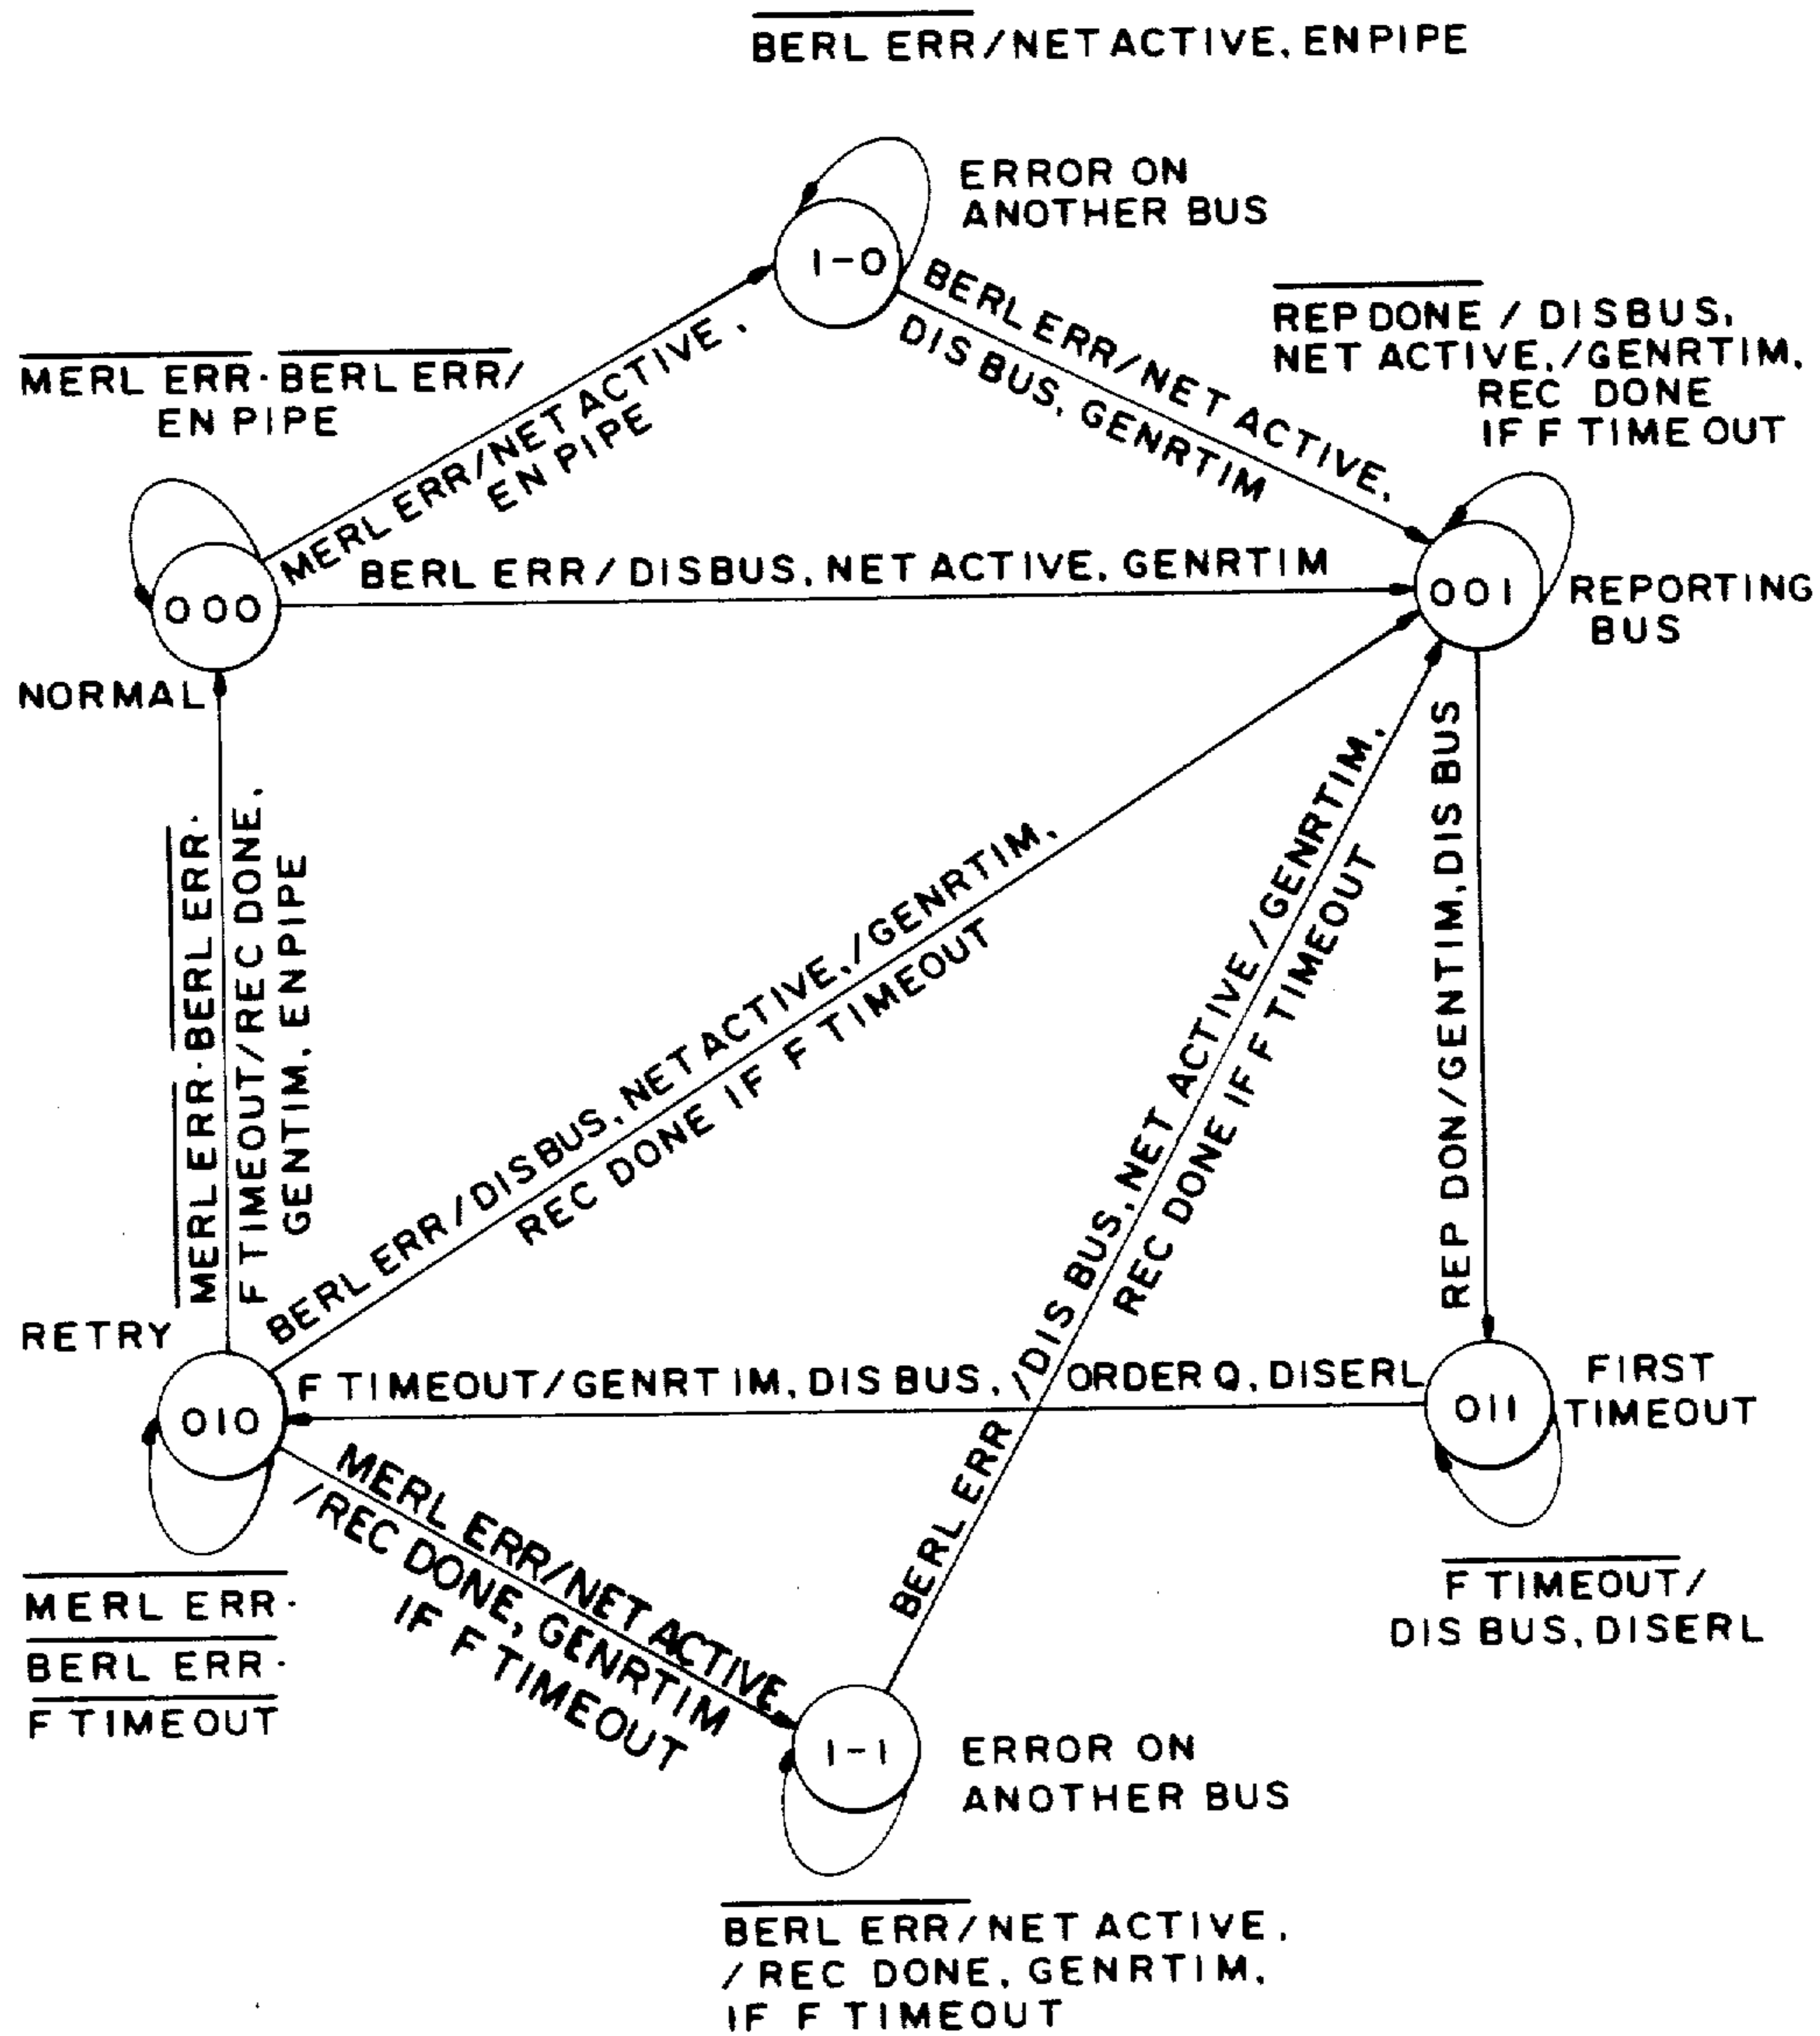 BERL ERR/NET ACTIVE, EN PIPE
ERROR ON
ANOTHER BUS
1-0
BERL ERR/NET ACTIVE,
DIS BUS, GENRTIM
REP DONE / DISBUS,
NET ACTIVE,/GENRTIM,
REC DONE
IF F TIME OUT
MERL ERR·BERL ERR/
EN PIPE
MERL ERR/NET ACTIVE,
EN PIPE
BERL ERR/DISBUS, NET ACTIVE, GENRTIM
000
NORMAL
001
REPORTING
BUS
MERL ERR·BERL ERR·
F TIMEOUT/REC DONE,
GENTIM, ENPIPE
BERL ERR/DISBUS, NET ACTIVE,/GENRTIM,
REC DONE IF F TIMEOUT
BERL ERR/DIS BUS, NET ACTIVE/GENRTIM,
REC DONE IF F TIMEOUT
REP DON/GENTIM, DIS BUS
RETRY
010
F TIMEOUT/GENRTIM, DIS BUS, ORDER Q, DISERL
011
FIRST
TIMEOUT
MERL ERR·
BERL ERR·
F TIMEOUT
MERL ERR/NET ACTIVE,
/REC DONE, GENRTIM
IF F TIMEOUT
F TIMEOUT/
DIS BUS, DISERL
1-1
ERROR ON
ANOTHER BUS
BERL ERR/NET ACTIVE,
/REC DONE, GENRTIM,
IF F TIMEOUT